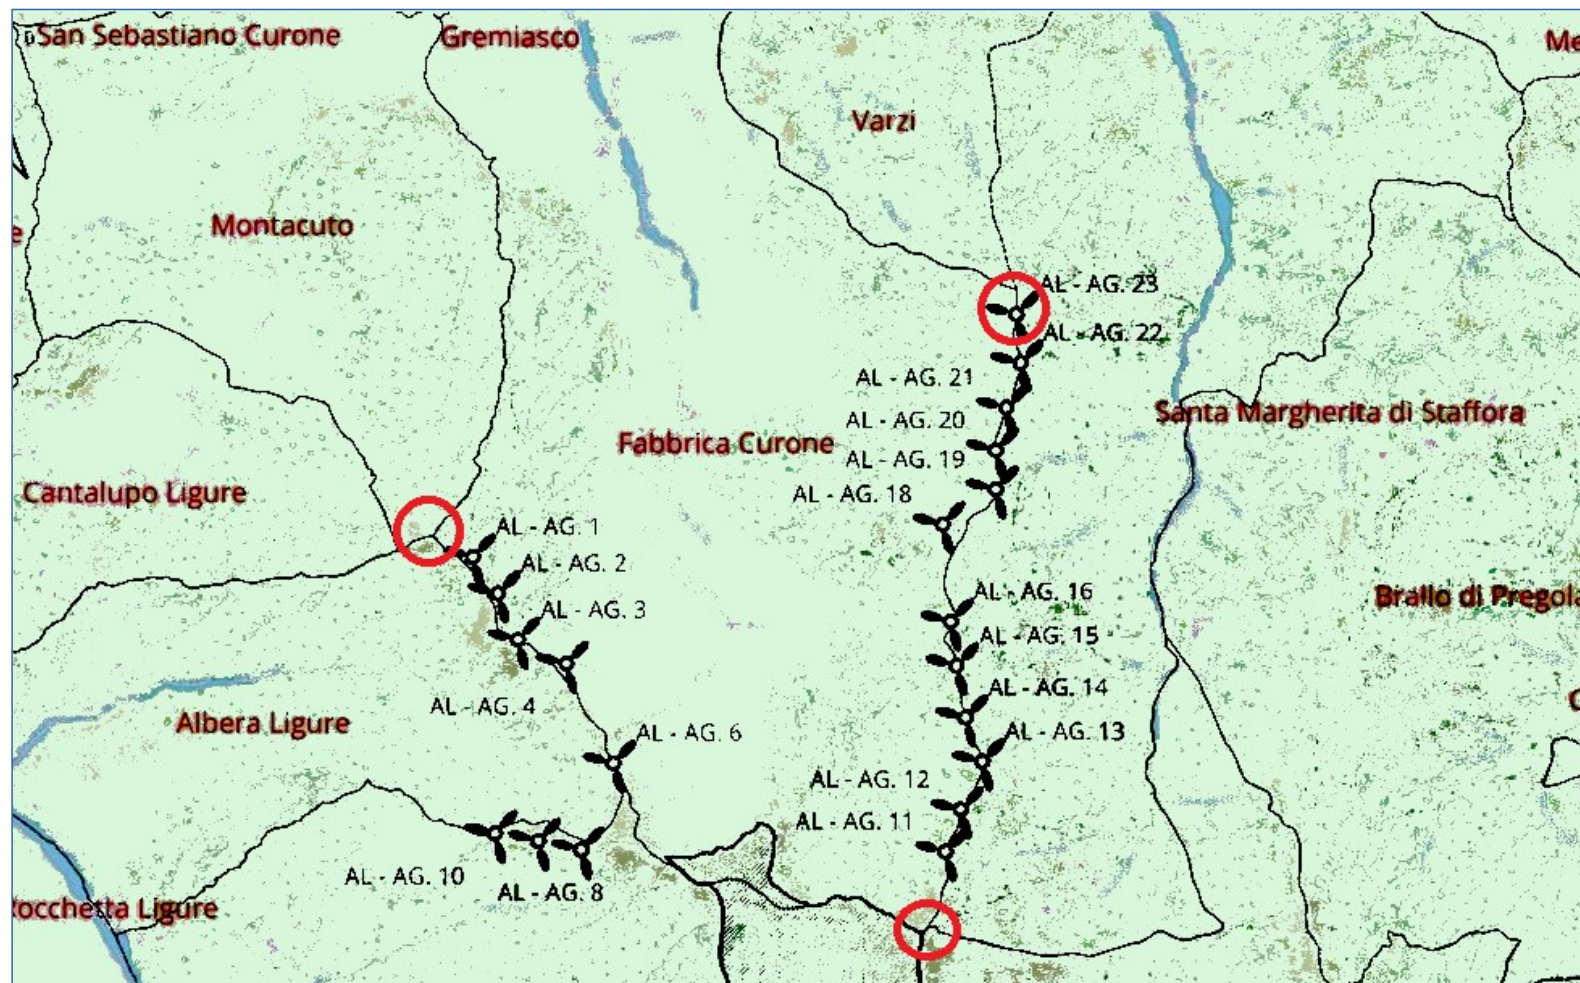 San Sebastiano Curone
Gremiasco
Varzi
Montacuto
AL - AG. 23
AL - AG. 22
AL - AG. 21
AL - AG. 20
Santa Margherita di Staffora
Fabbrica Curone
AL - AG. 19
Cantalupo Ligure
AL - AG. 18
AL - AG. 1
AL - AG. 2
AL - AG. 16
Brallo di Pregola
AL - AG. 3
AL - AG. 15
AL - AG. 14
AL - AG. 4
Albera Ligure
AL - AG. 6
AL - AG. 13
AL - AG. 12
AL - AG. 11
AL - AG. 10
AL - AG. 8
occhetta Ligure